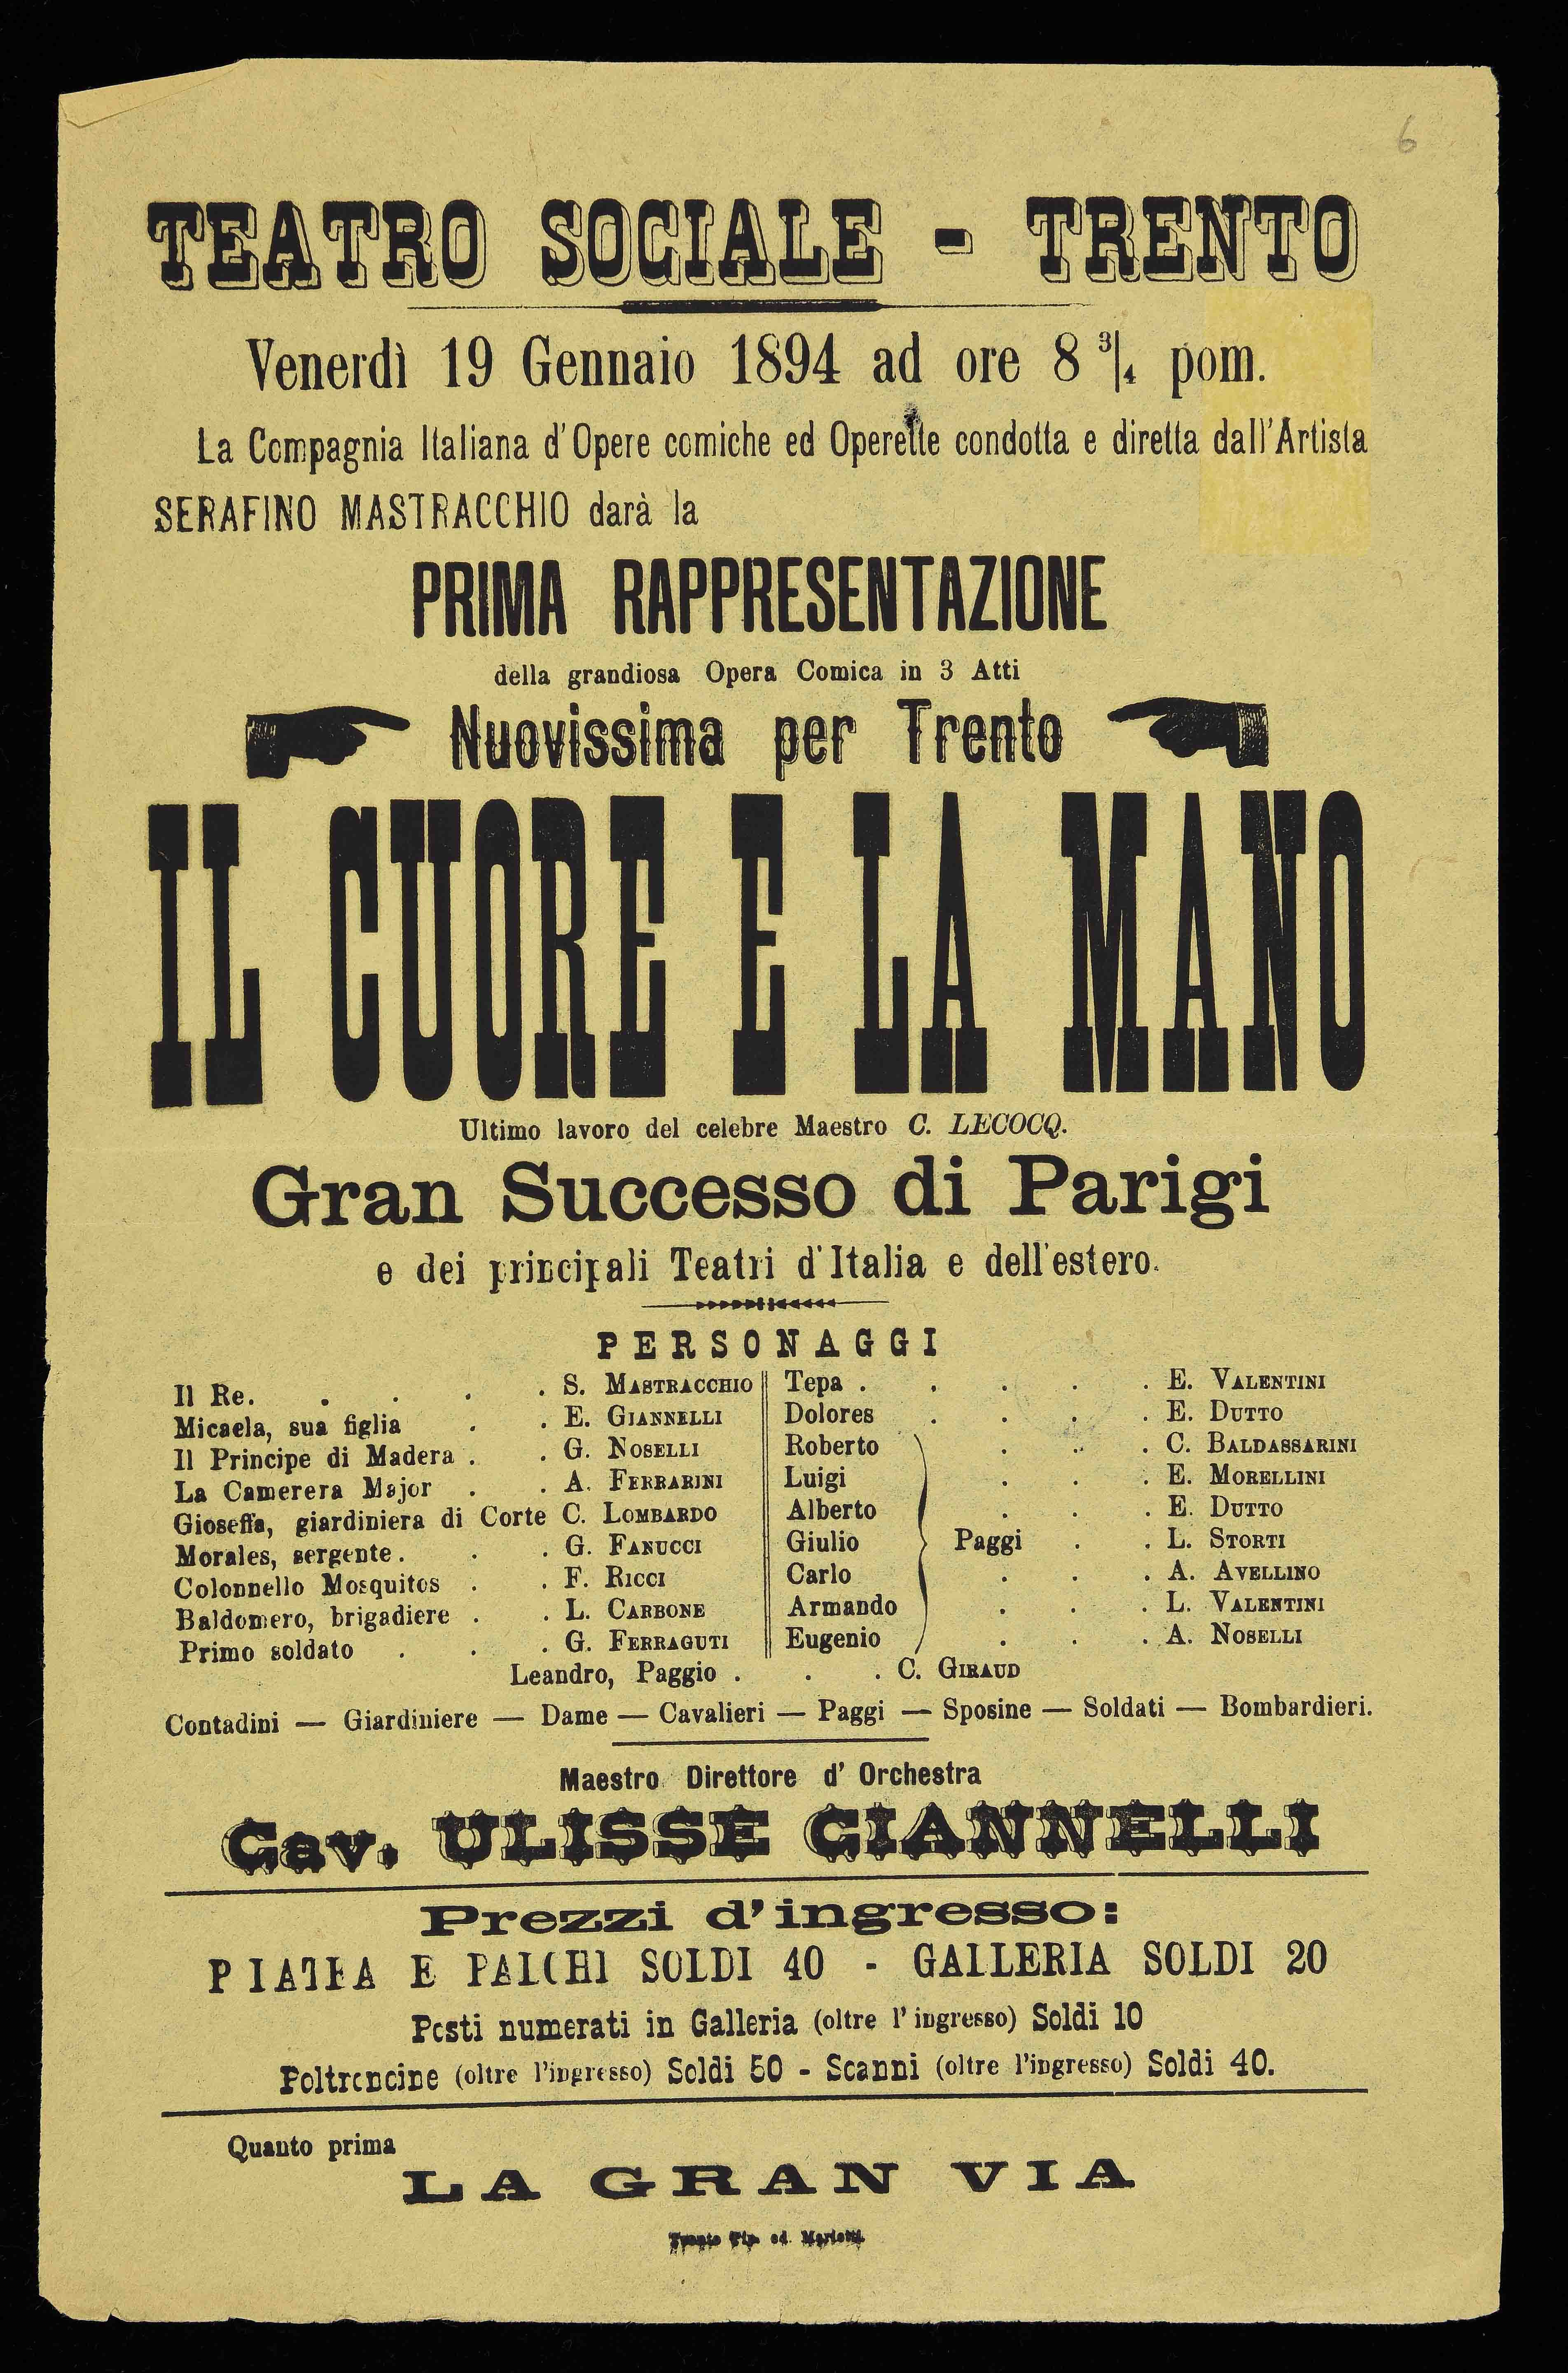 6
TEATRO SOCIALE - TRENTO
Venerdì 19 Gennaio 1894 ad ore 8 3/4 pom.
La Compagnia Italiana d'Opere comiche ed Operette condotta e diretta dall'Artista
SERAFINO MASTRACCHIO darà la
PRIMA RAPPRESENTAZIONE
della grandiosa Opera Comica in 3 Atti
Nuovissima per Trento
IL CUORE E LA MANO
Ultimo lavoro del celebre Maestro C. LECOCQ.
Gran Successo di Parigi
e dei principali Teatri d'Italia e dell'estero.
PERSONAGGI
Il Re. . . . . S. MASTRACCHIO
Micaela, sua figlia . . E. GIANNELLI
Il Principe di Madera . . G. NOSELLI
La Camerera Major . . A. FERRARINI
Gioseffa, giardiniera di Corte C. LOMBARDO
Morales, sergente . . . G. FANUCCI
Colonnello Mosquitos . . F. RICCI
Baldomero, brigadiere . . L. CARBONE
Primo soldato . . . G. FERRAGUTI
Tepa . . . . . E. VALENTINI
Dolores . . . . E. DUTTO
Roberto . . . C. BALDASSARINI
Luigi . . . E. MORELLINI
Alberto . . . E. DUTTO
Giulio Paggi . . L. STORTI
Carlo . . . A. AVELLINO
Armando . . . L. VALENTINI
Eugenio . . . A. NOSELLI
Leandro, Paggio . . . C. GIRAUD
Contadini — Giardiniere — Dame — Cavalieri — Paggi — Sposine — Soldati — Bombardieri.
Maestro Direttore d' Orchestra
Cav. ULISSE GIANNELLI
Prezzi d'ingresso:
PLATEA E PALCHI SOLDI 40 - GALLERIA SOLDI 20
Posti numerati in Galleria (oltre l'ingresso) Soldi 10
Poltroncine (oltre l'ingresso) Soldi 50 - Scanni (oltre l'ingresso) Soldi 40.
Quanto prima
LA GRAN VIA
Trento Tip. ed. Marietti.